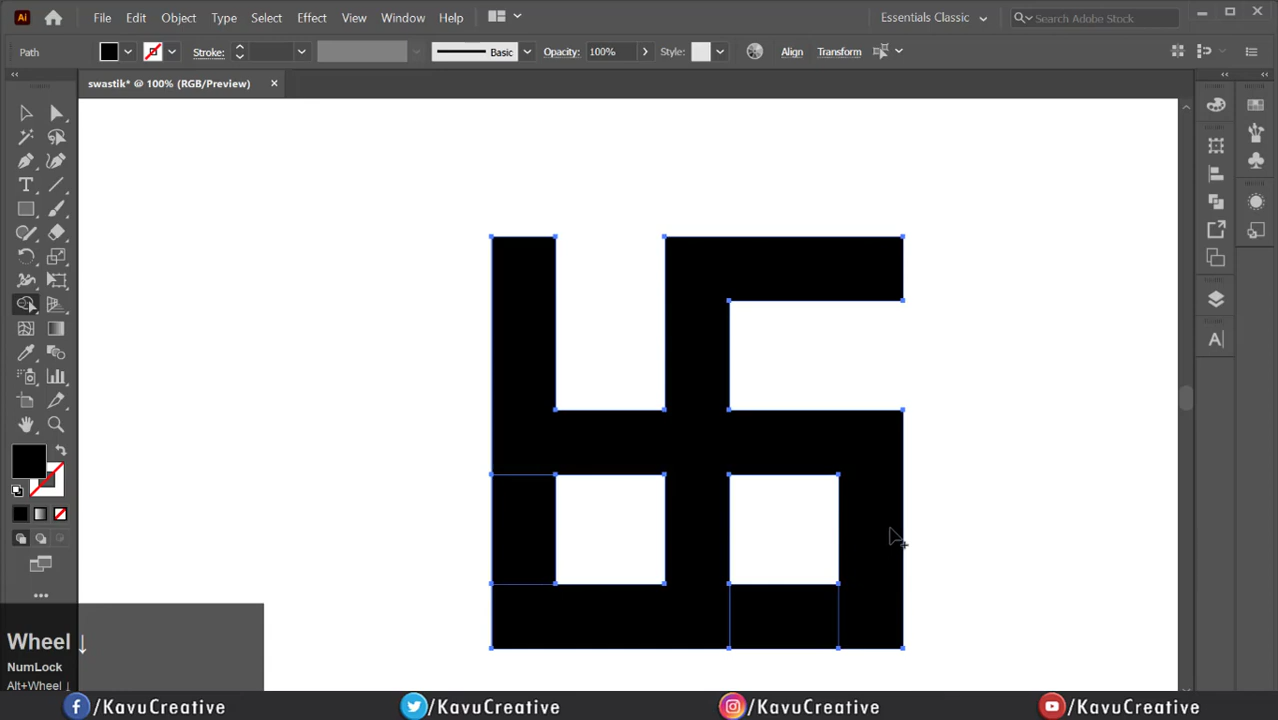 Ai File Edit Object Type Select Effect View Window Help Essentials Classic Search Adobe Stock
Path Stroke: Basic Opacity: 100% Style: Align Transform
swastik* @ 100% (RGB/Preview)
Wheel ↓
NumLock
Alt+Wheel ↓
/KavuCreative /KavuCreative /KavuCreative /KavuCreative